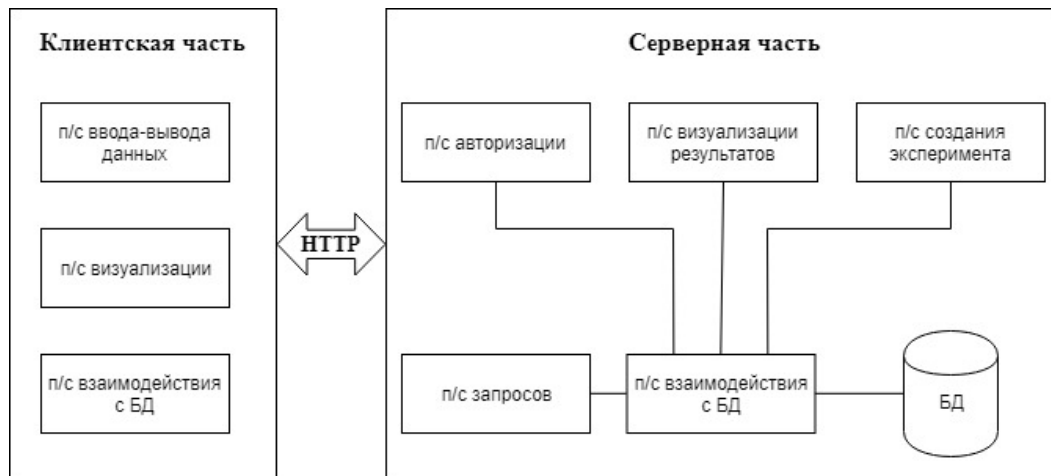 Клиентская часть
п/с ввода-вывода
данных
п/с визуализации
п/с взаимодействия
с БД
HTTP
Серверная часть
п/с авторизации
п/с визуализации
результатов
п/с создания
эксперимента
п/с запросов
п/с взаимодействия
с БД
БД